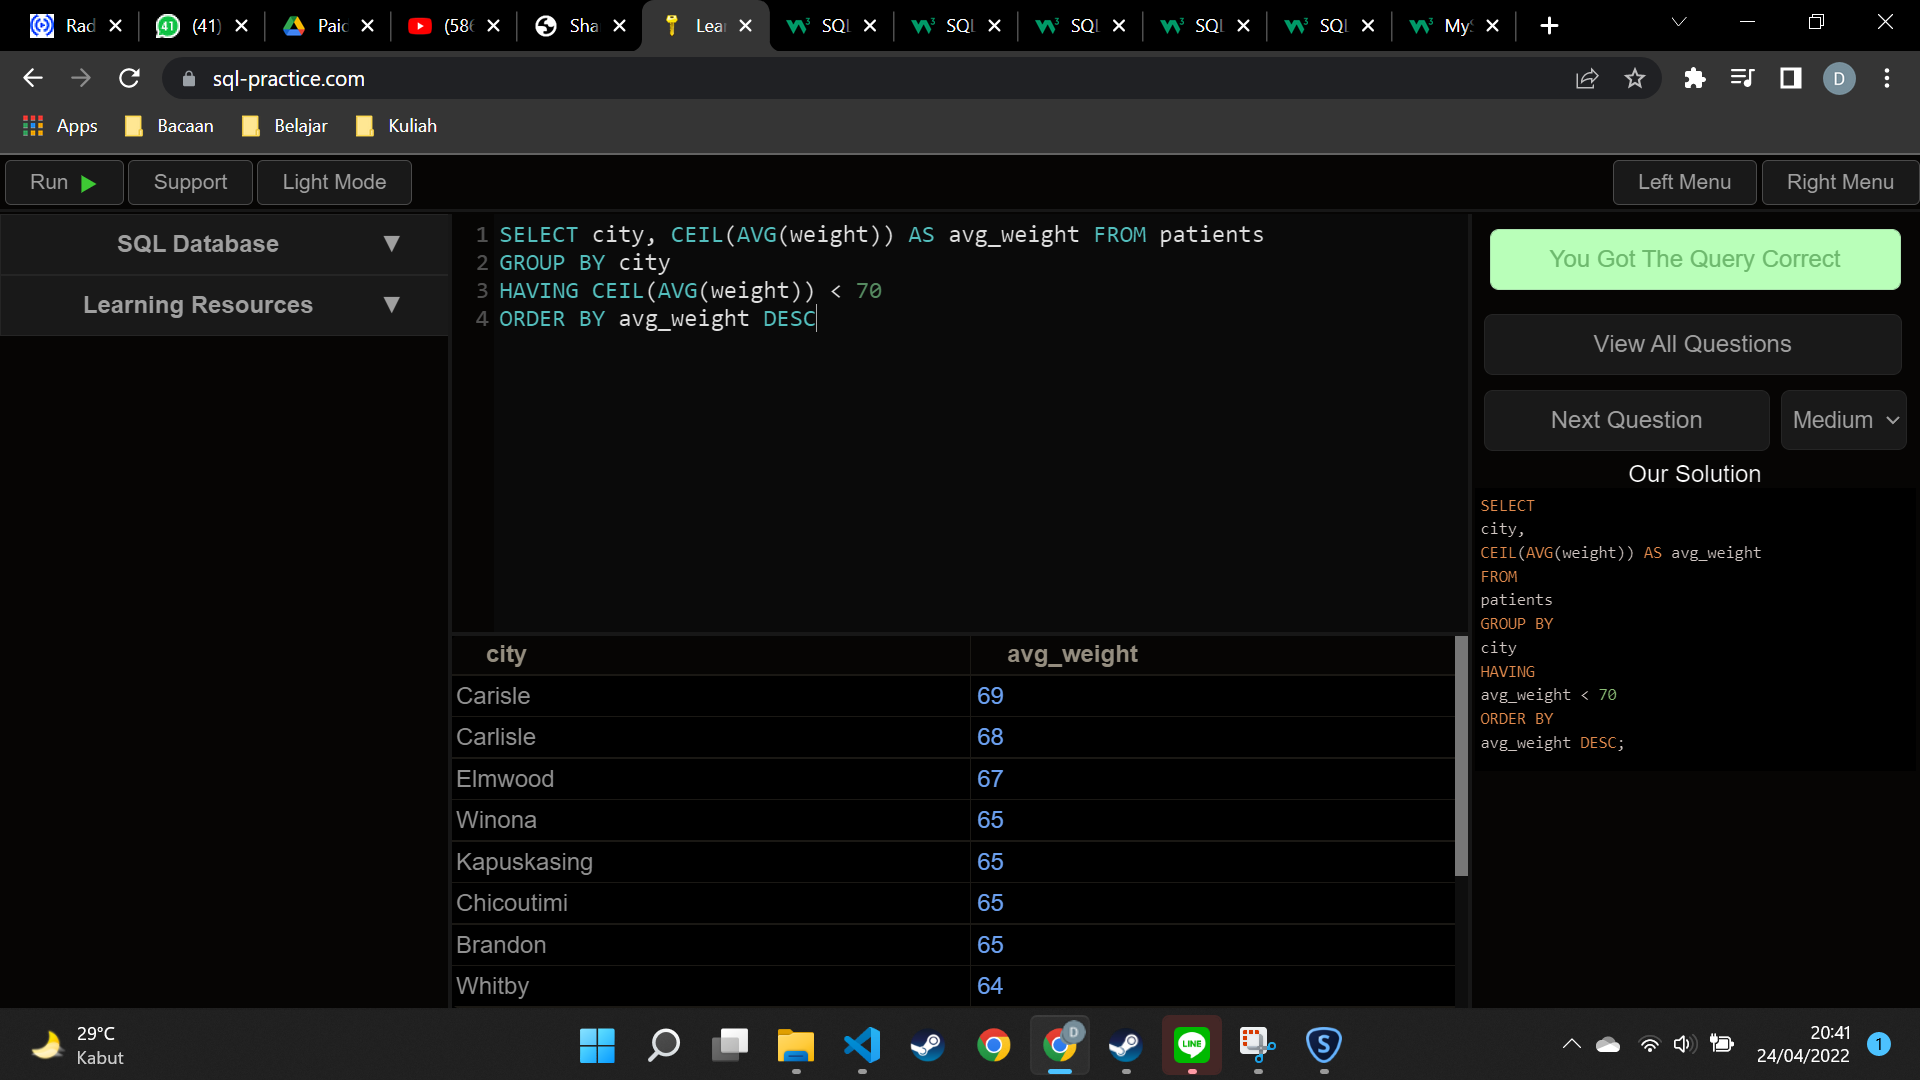 Rad
(41)
Paic
(586
Sha
Lear
SQL
SQL
SQL
SQL
SQL
MyS
sql-practice.com
D
Apps
Bacaan
Belajar
Kuliah
Run
Support
Light Mode
Left Menu
Right Menu
SQL Database
Learning Resources
1 SELECT city, CEIL(AVG(weight)) AS avg_weight FROM patients
2 GROUP BY city
3 HAVING CEIL(AVG(weight)) < 70
4 ORDER BY avg_weight DESC
You Got The Query Correct
View All Questions
Next Question
Medium
Our Solution
SELECT
city,
CEIL(AVG(weight)) AS avg_weight
FROM
patients
GROUP BY
city
HAVING
avg_weight < 70
ORDER BY
avg_weight DESC;
city avg_weight
Carisle 69
Carlisle 68
Elmwood 67
Winona 65
Kapuskasing 65
Chicoutimi 65
Brandon 65
Whitby 64
29°C
Kabut
D
LINE
S
20:41
24/04/2022
1